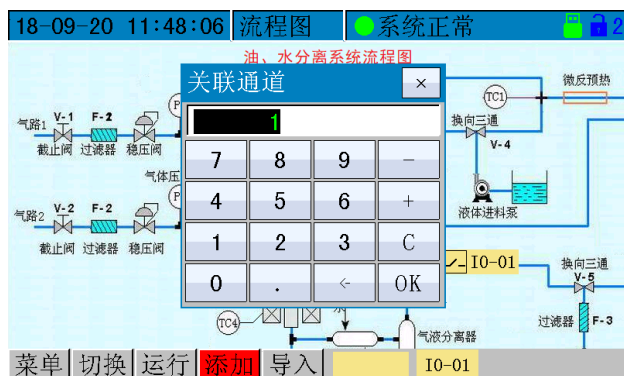 18-09-20 11:48:06 流程图 系统正常 2
油、水分离系统流程图
关联通道 ×
1
7 8 9 -
4 5 6 +
1 2 3 C
0 . <- OK
气路1 V-1 F-2
截止阀 过滤器 稳压阀
P
气体压
气路2 V-2 F-2
P
截止阀 过滤器 稳压阀
TC1 微反预热
换向三通
V-4
液体进料泵
IO-01
换向三通
V-5
过滤器 F-3
TC4
气液分离器
菜单 切换 运行 添加 导入 IO-01